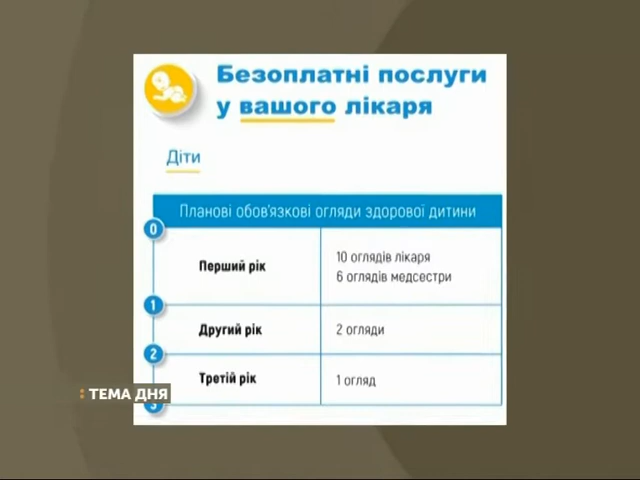 Безоплатні послуги
у вашого лікаря
Діти
Планові обов'язкові огляди здорової дитини
0
Перший рік
10 оглядів лікаря
6 оглядів медсестри
1
Другий рік
2 огляди
2
Третій рік
1 огляд
3
: ТЕМА ДНЯ